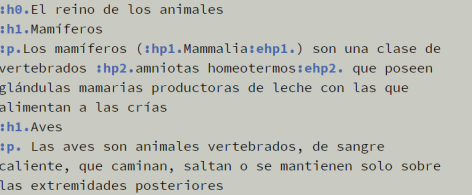 :h0.El reino de los animales
:h1.Mamíferos
:p.Los mamíferos (:hp1.Mammalia:ehp1.) son una clase de
vertebrados :hp2.amniotas homeotermos:ehp2. que poseen
glándulas mamarias productoras de leche con las que
alimentan a las crías
:h1.Aves
:p. Las aves son animales vertebrados, de sangre
caliente, que caminan, saltan o se mantienen solo sobre
las extremidades posteriores